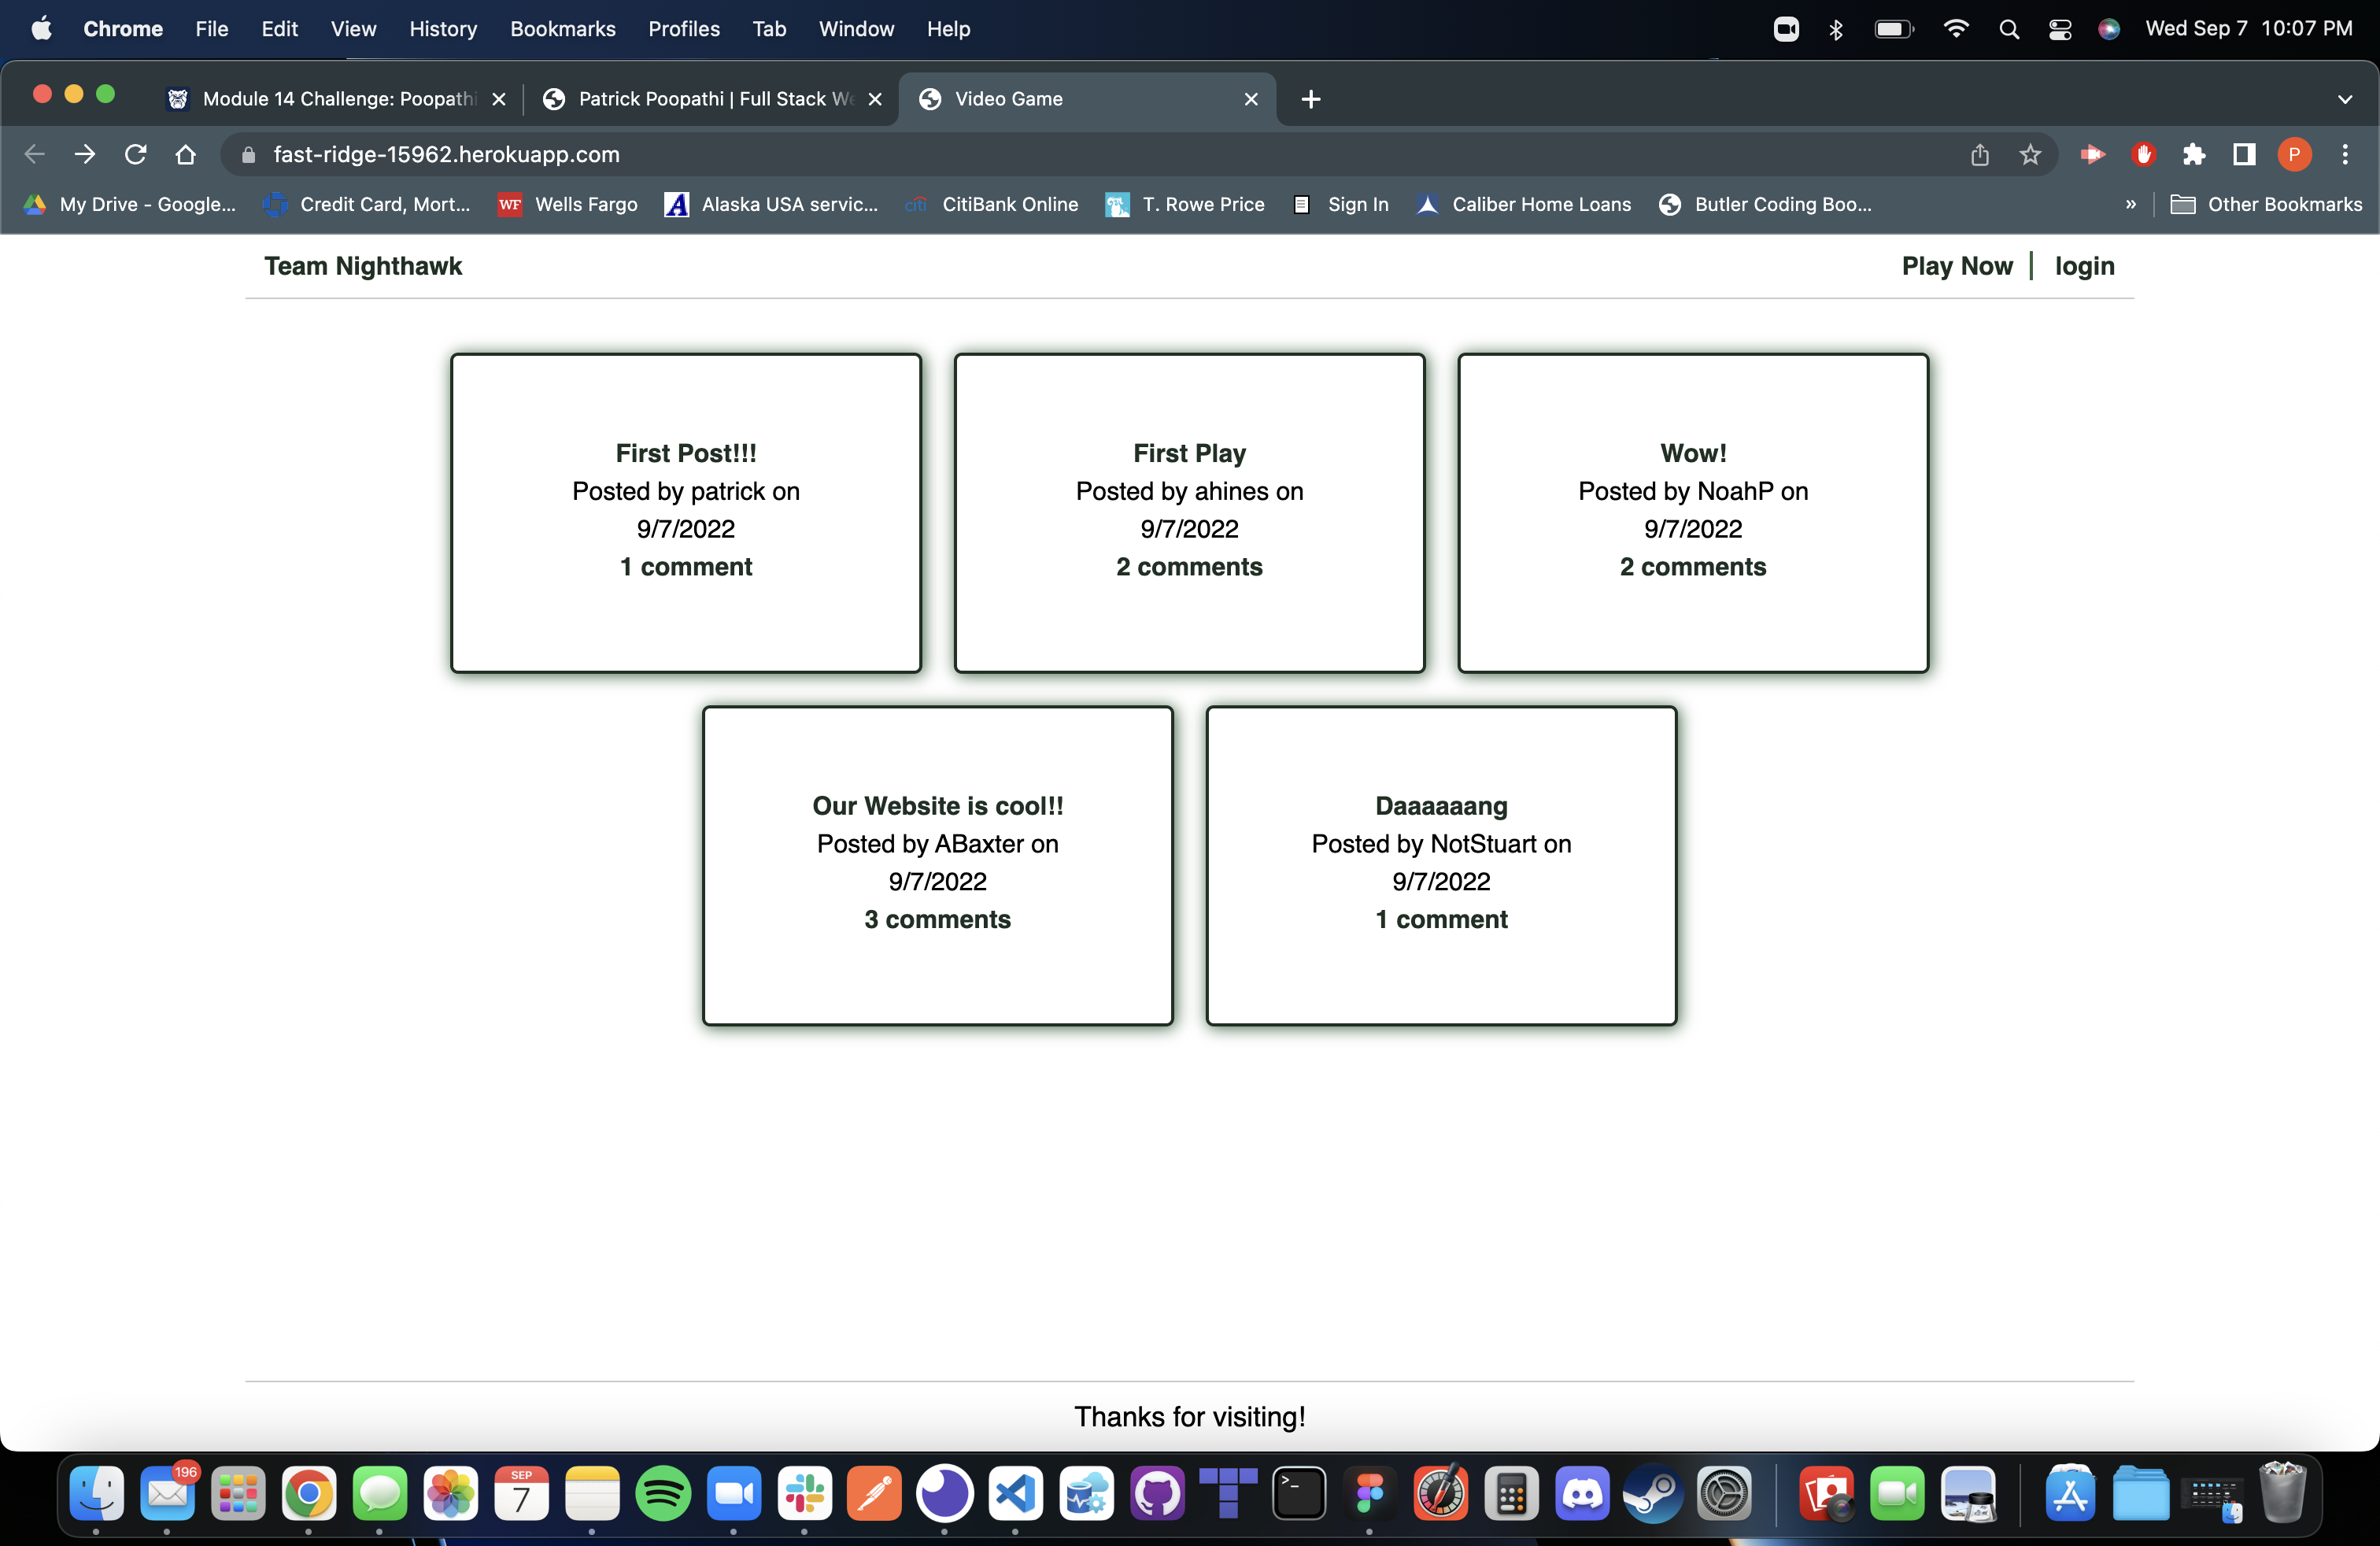 Chrome File Edit View History Bookmarks Profiles Tab Window Help Wed Sep 7 10:07 PM
Module 14 Challenge: Poopathi Patrick Poopathi | Full Stack We Video Game
fast-ridge-15962.herokuapp.com P
My Drive - Google... Credit Card, Mort... WF Wells Fargo A Alaska USA servic... citi CitiBank Online T. Rowe Price Sign In Caliber Home Loans Butler Coding Boo... » Other Bookmarks
Team Nighthawk Play Now login
First Post!!!
Posted by patrick on
9/7/2022
1 comment
First Play
Posted by ahines on
9/7/2022
2 comments
Wow!
Posted by NoahP on
9/7/2022
2 comments
Our Website is cool!!
Posted by ABaxter on
9/7/2022
3 comments
Daaaaaang
Posted by NotStuart on
9/7/2022
1 comment
Thanks for visiting!
196
SEP
7